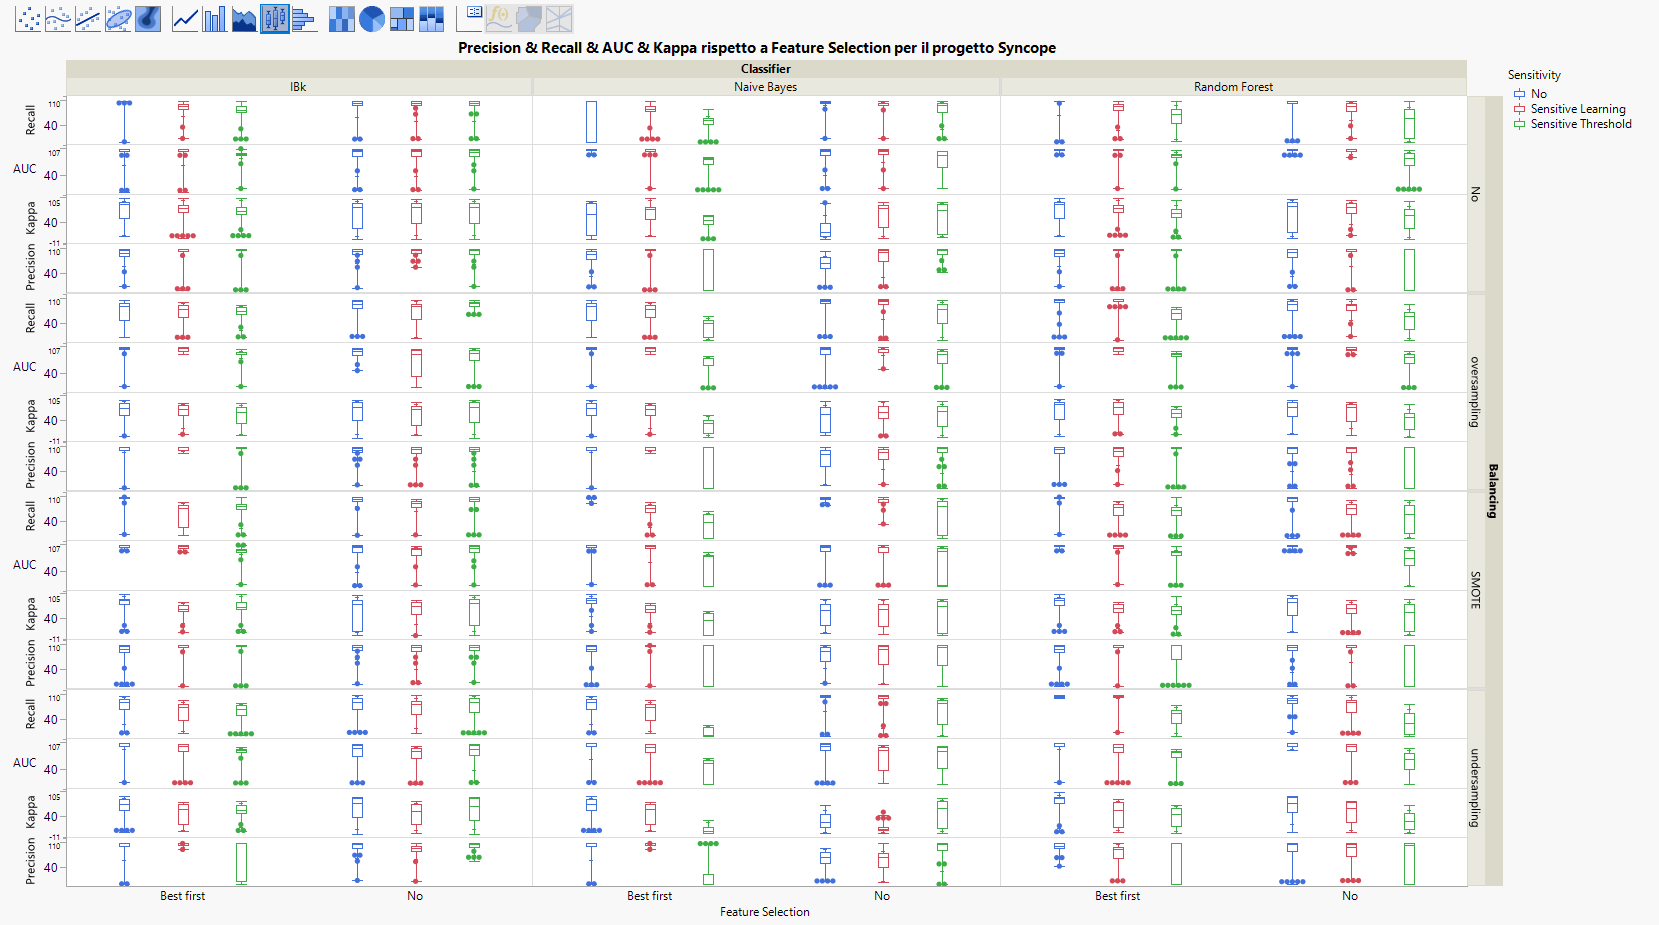 Precision & Recall & AUC & Kappa rispetto a Feature Selection per il progetto Syncope
Classifier
IBk
Naive Bayes
Random Forest
Sensitivity
No
Sensitive Learning
Sensitive Threshold
Recall
110
40
AUC
107
40
Kappa
105
40
-11
Precision
110
40
No
Recall
110
40
AUC
107
40
Kappa
105
40
-11
Precision
110
40
oversampling
Balancing
Recall
110
40
AUC
107
40
Kappa
105
40
-11
Precision
110
40
SMOTE
Recall
110
40
AUC
107
40
Kappa
105
40
-11
Precision
110
40
undersampling
Best first
No
Best first
No
Best first
No
Feature Selection